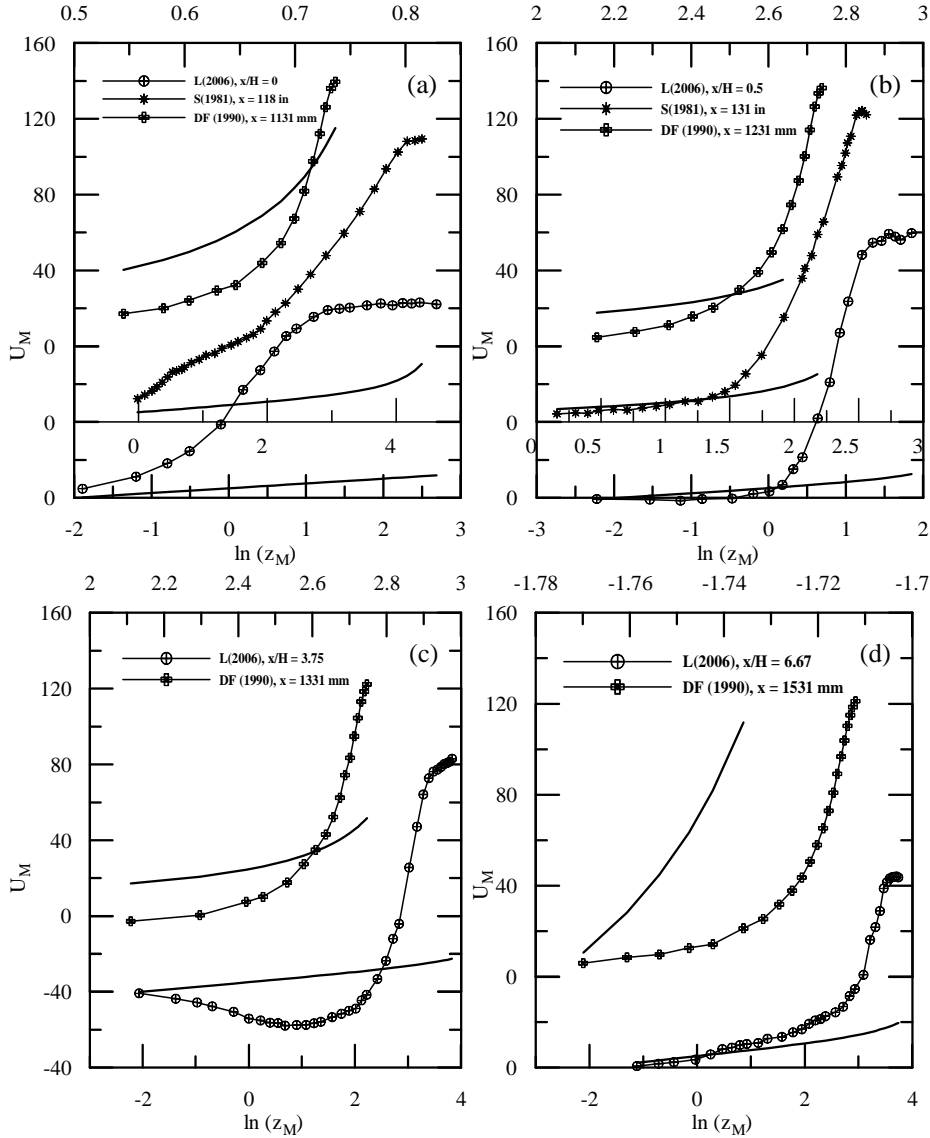 0.5 0.6 0.7 0.8
160
120
80
40
0
0
0
U_M
L(2006), x/H = 0
S(1981), x = 118 in
DF (1990), x = 1131 mm
(a)
0 2 4
-2 -1 0 1 2 3
ln (z_M)
2 2.2 2.4 2.6 2.8 3
160
120
80
40
0
0
0
U_M
L(2006), x/H = 0.5
S(1981), x = 131 in
DF (1990), x = 1231 mm
(b)
0 0.5 1 1.5 2 2.5 3
-3 -2 -1 0 1 2
ln (z_M)
2 2.2 2.4 2.6 2.8 3
160
120
80
40
0
-40
-40
U_M
L(2006), x/H = 3.75
DF (1990), x = 1331 mm
(c)
-2 0 2 4
ln (z_M)
-1.78 -1.76 -1.74 -1.72 -1.7
160
120
80
40
0
0
U_M
L(2006), x/H = 6.67
DF (1990), x = 1531 mm
(d)
-2 0 2 4
ln (z_M)